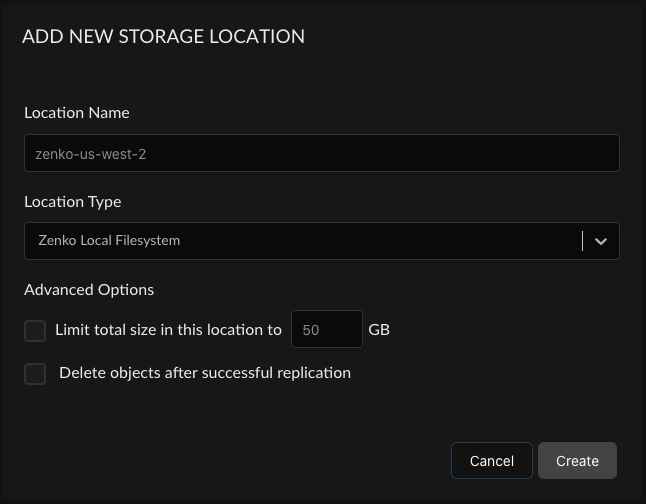 ADD NEW STORAGE LOCATION
Location Name
zenko-us-west-2
Location Type
Zenko Local Filesystem
Advanced Options
Limit total size in this location to 50 GB
Delete objects after successful replication
Cancel Create